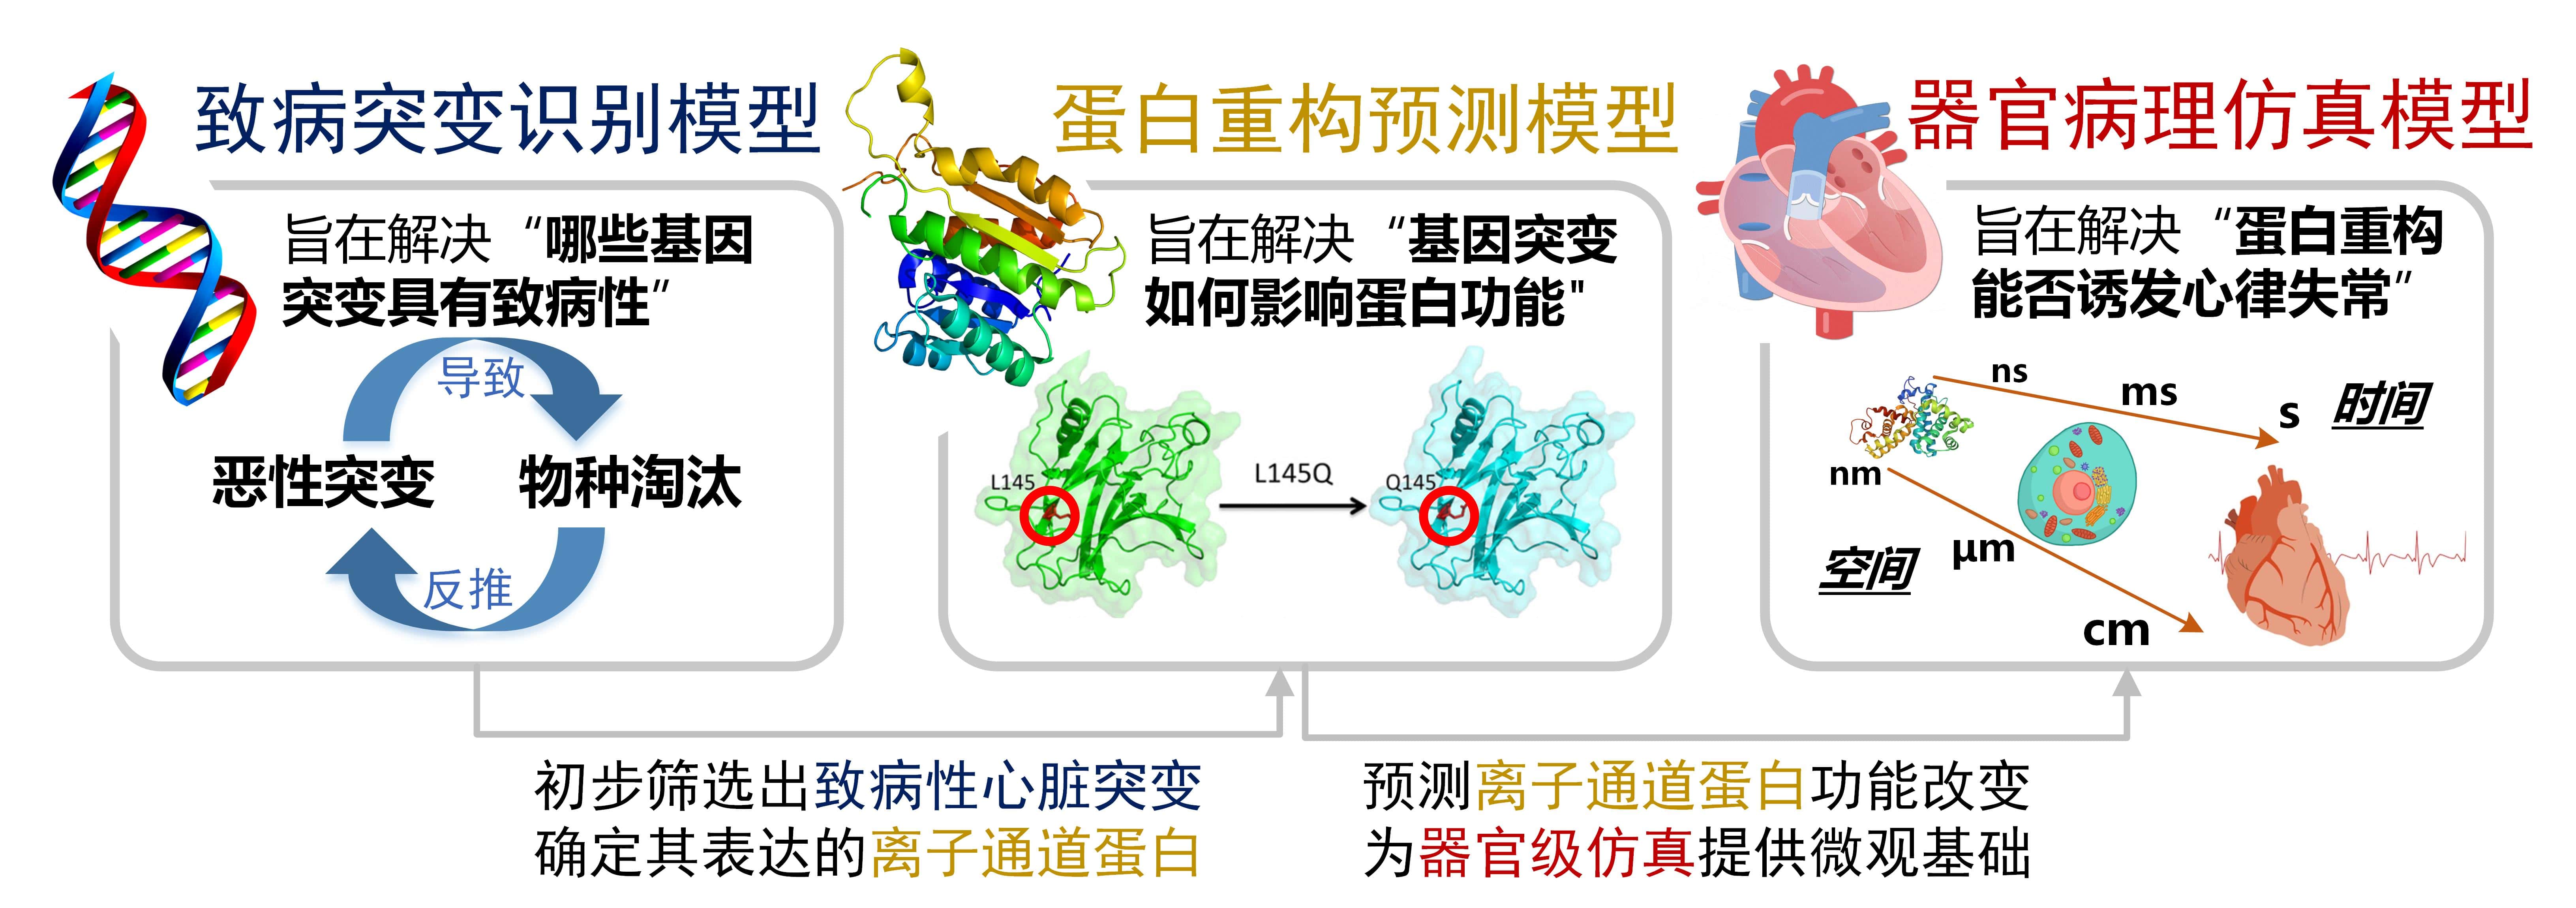 致病突变识别模型
旨在解决“哪些基因
突变具有致病性”
导致
恶性突变
物种淘汰
反推
蛋白重构预测模型
旨在解决“基因突变
如何影响蛋白功能"
L145
L145Q
Q145
器官病理仿真模型
旨在解决“蛋白重构
能否诱发心律失常”
ns
ms
s
时间
nm
μm
cm
空间
初步筛选出致病性心脏突变
确定其表达的离子通道蛋白
预测离子通道蛋白功能改变
为器官级仿真提供微观基础